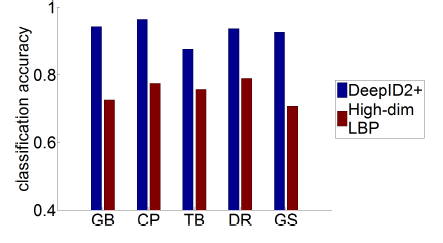 classification accuracy
1
0.8
0.6
0.4
GB CP TB DR GS
DeepID2+
High-dim
LBP